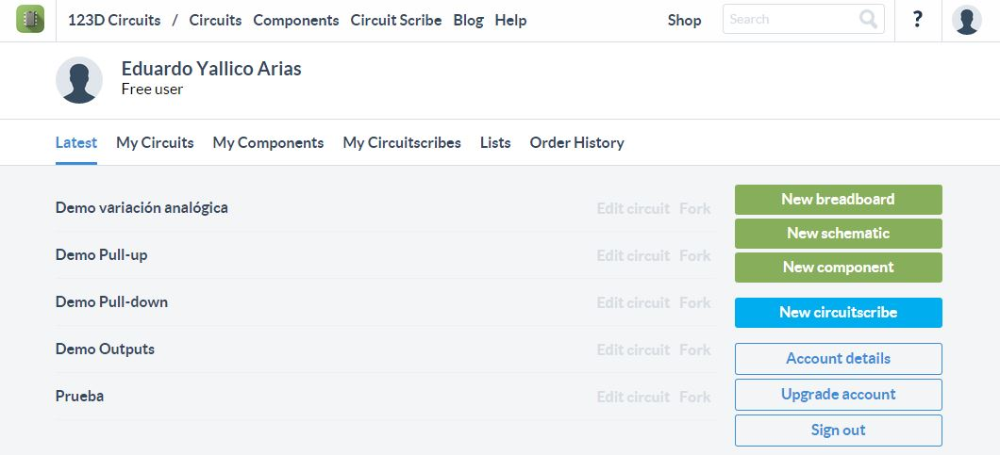 123D Circuits / Circuits Components Circuit Scribe Blog Help Shop Search ?
Eduardo Yallico Arias
Free user
Latest My Circuits My Components My Circuitscribes Lists Order History
Demo variación analógica Edit circuit Fork
Demo Pull-up Edit circuit Fork
Demo Pull-down Edit circuit Fork
Demo Outputs Edit circuit Fork
Prueba Edit circuit Fork
New breadboard
New schematic
New component
New circuitscribe
Account details
Upgrade account
Sign out